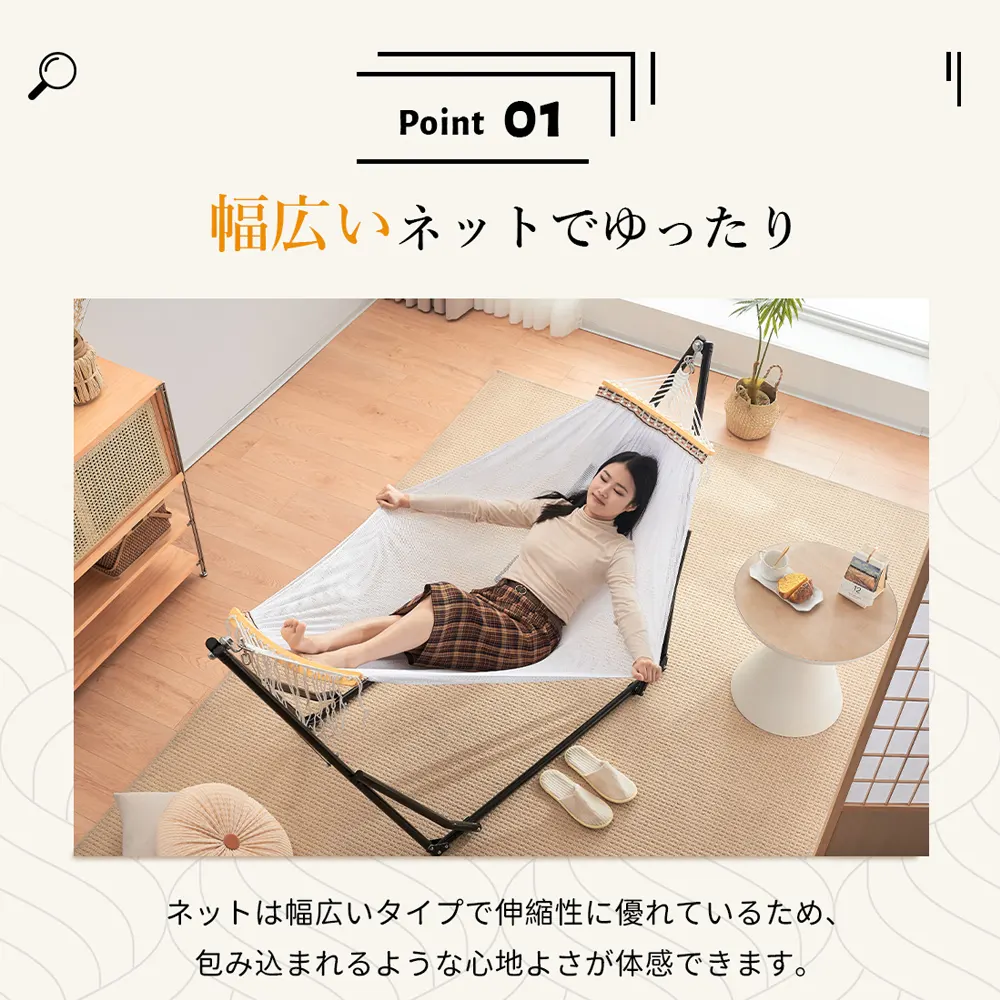 Point 01
幅広いネットでゆったり
12
ネットは幅広いタイプで伸縮性に優れているため、
包み込まれるような心地よさが体感できます。